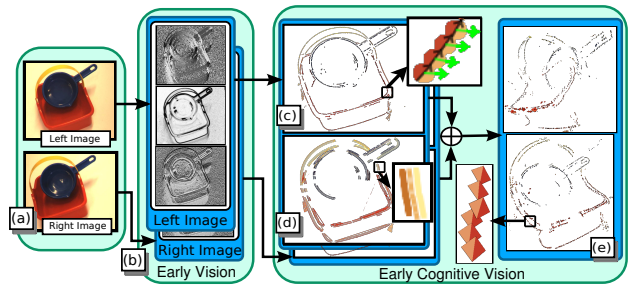 (a)
Left Image
Right Image
(b)
Left Image
Right Image
Early Vision
(c)
(d)
(e)
Early Cognitive Vision